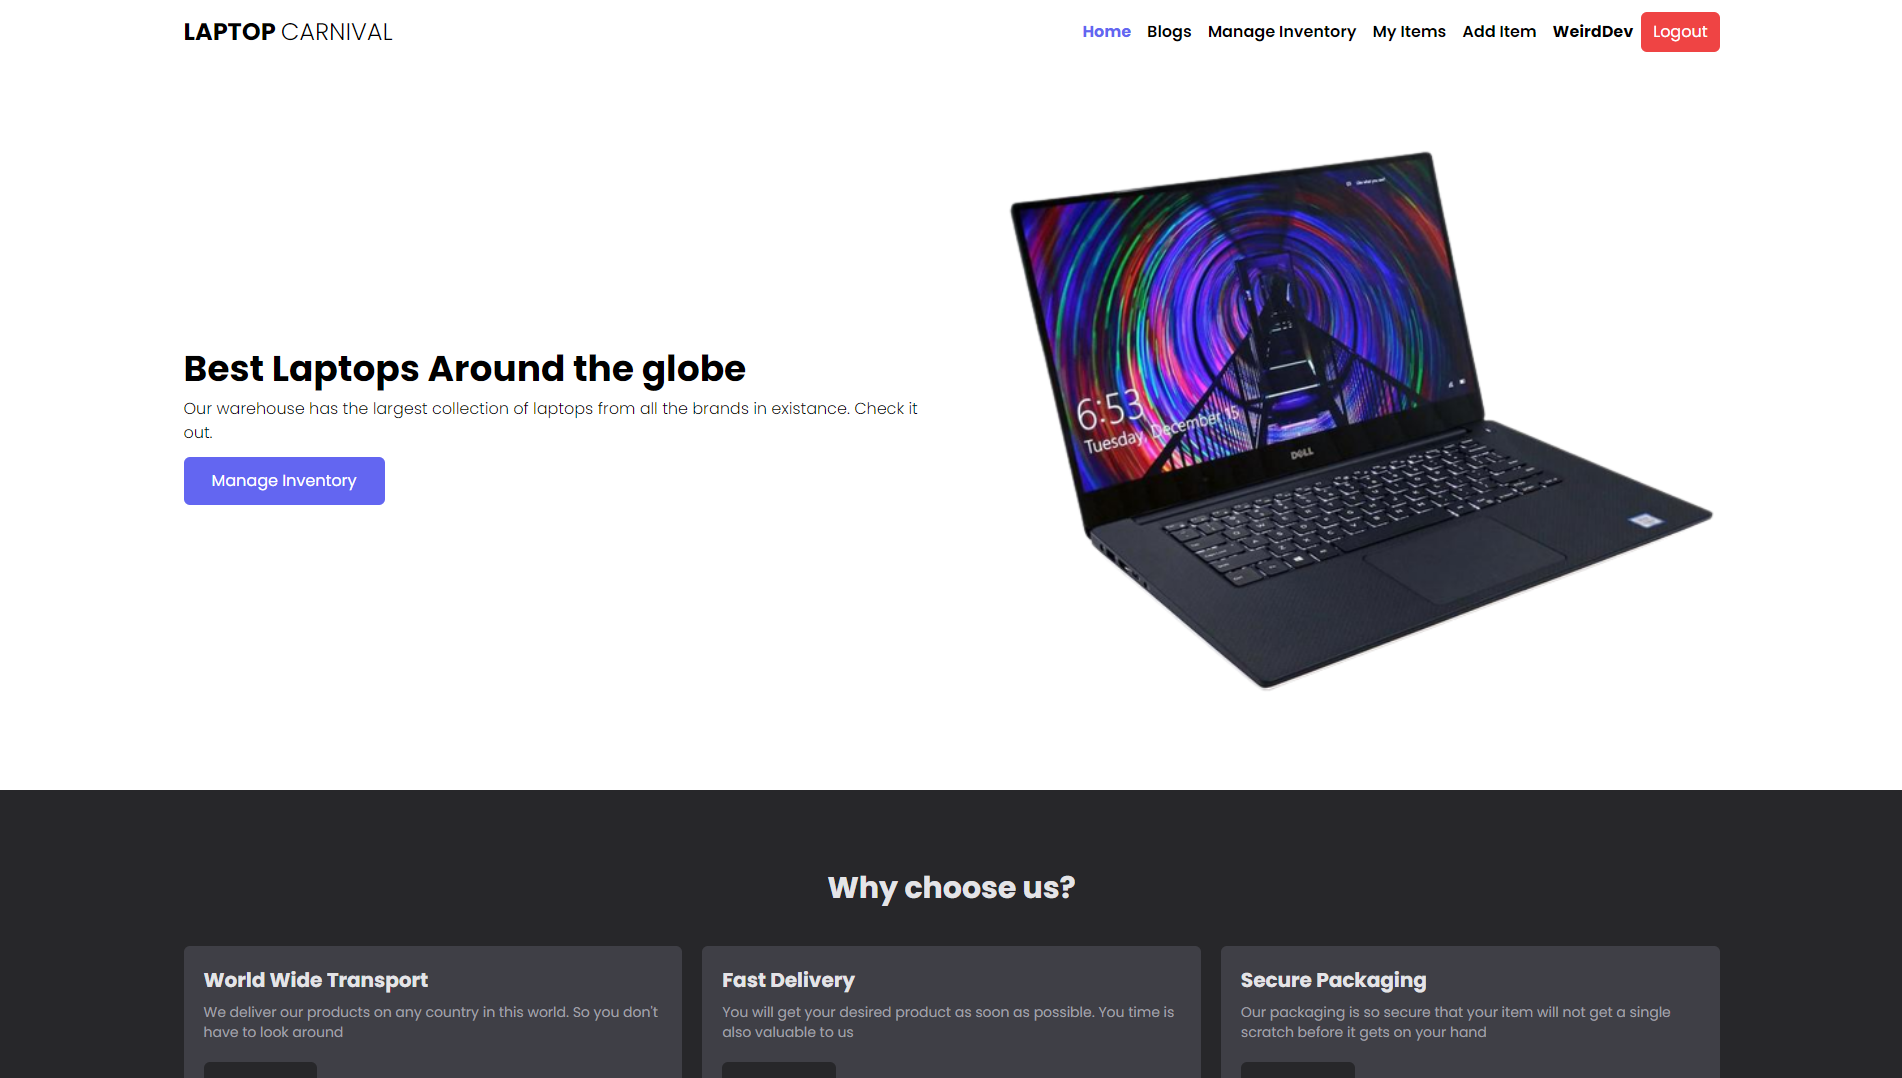 LAPTOP CARNIVAL
Home Blogs Manage Inventory My Items Add Item WeirdDev Logout
6:53
Tuesday, December 15
DELL
Best Laptops Around the globe
Our warehouse has the largest collection of laptops from all the brands in existance. Check it
out.
Manage Inventory
Why choose us?
World Wide Transport
We deliver our products on any country in this world. So you don't
have to look around
Fast Delivery
You will get your desired product as soon as possible. You time is
also valuable to us
Secure Packaging
Our packaging is so secure that your item will not get a single
scratch before it gets on your hand